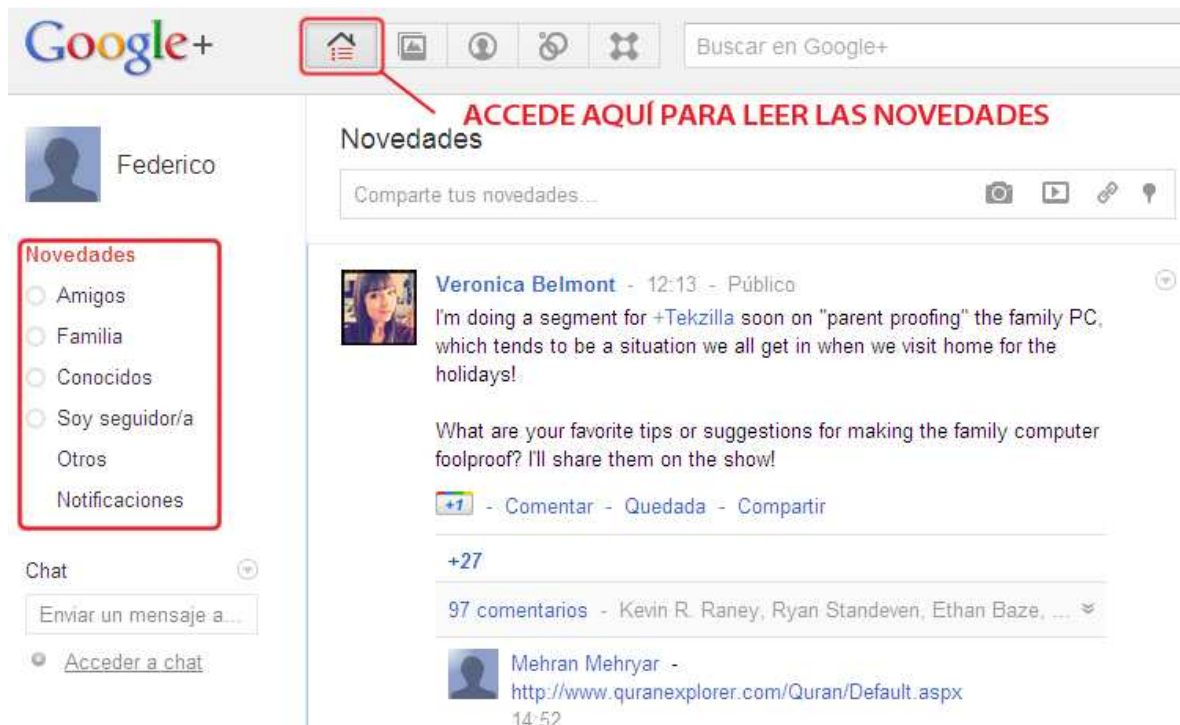 Google+
Buscar en Google+
ACCEDE AQUÍ PARA LEER LAS NOVEDADES
Federico
Novedades
Comparte tus novedades...
Novedades
Amigos
Familia
Conocidos
Soy seguidor/a
Otros
Notificaciones
Chat
Enviar un mensaje a...
Acceder a chat
Veronica Belmont - 12:13 - Público
I'm doing a segment for +Tekzilla soon on "parent proofing" the family PC,
which tends to be a situation we all get in when we visit home for the
holidays!
What are your favorite tips or suggestions for making the family computer
foolproof? I'll share them on the show!
+1 - Comentar - Quedada - Compartir
+27
97 comentarios - Kevin R. Raney, Ryan Standeven, Ethan Baze, ...
Mehran Mehryar -
http://www.quranexplorer.com/Quran/Default.aspx
14:52